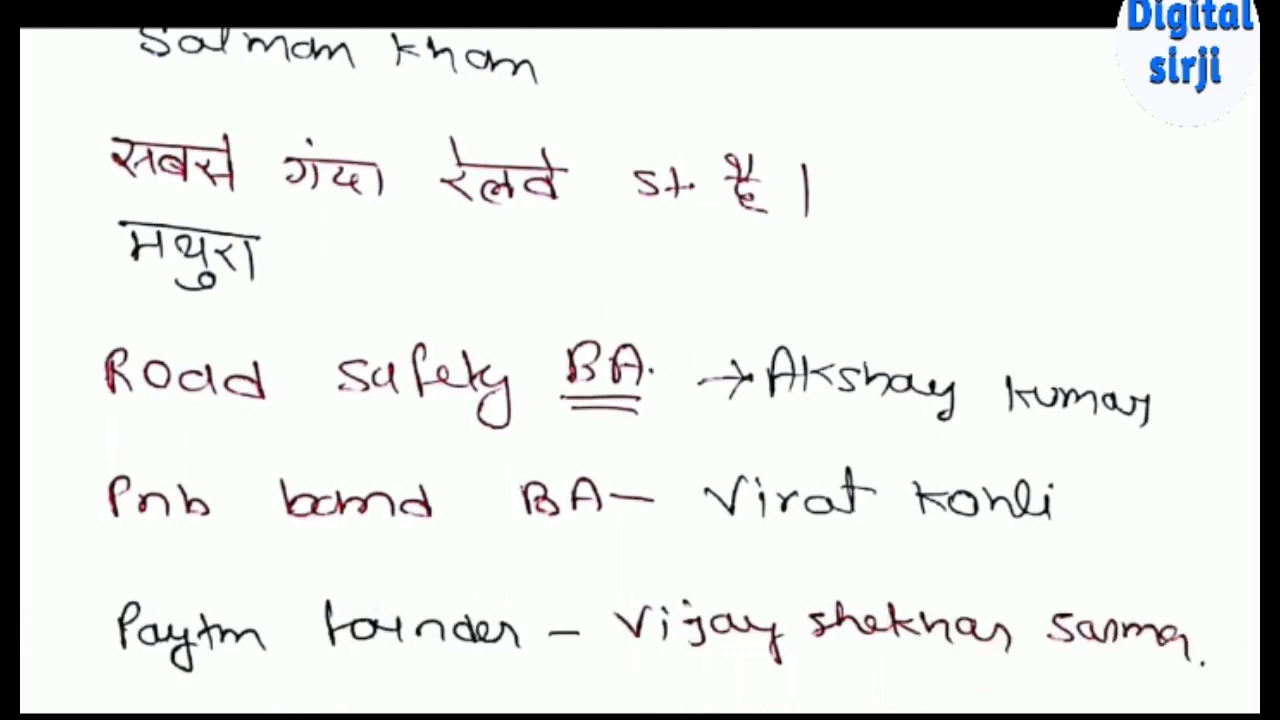 Digital
sirji
Salman Khan
सबसे गंदा रेलवे st. है।
मथुरा
Road safety BA. → Akshay kumar
Pnb band BA - Virat Kohli
Paytm founder - Vijay shekhar sarma.